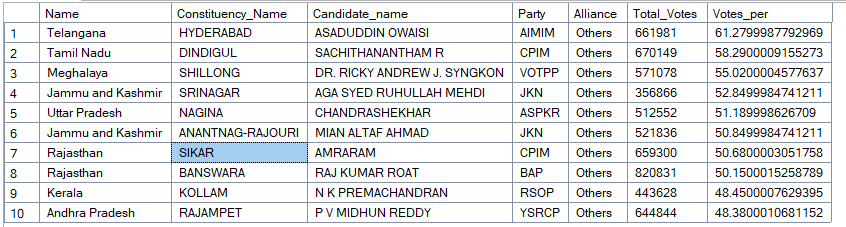 Name Constituency_Name Candidate_name Party Alliance Total_Votes Votes_per
1 Telangana HYDERABAD ASADUDDIN OWAISI AIMIM Others 661981 61.2799987792969
2 Tamil Nadu DINDIGUL SACHITHANANTHAM R CPIM Others 670149 58.2900009155273
3 Meghalaya SHILLONG DR. RICKY ANDREW J. SYNGKON VOTPP Others 571078 55.0200004577637
4 Jammu and Kashmir SRINAGAR AGA SYED RUHULLAH MEHDI JKN Others 356866 52.8499984741211
5 Uttar Pradesh NAGINA CHANDRASHEKHAR ASPKR Others 512552 51.189998626709
6 Jammu and Kashmir ANANTNAG-RAJOURI MIAN ALTAF AHMAD JKN Others 521836 50.8499984741211
7 Rajasthan SIKAR AMRARAM CPIM Others 659300 50.6800003051758
8 Rajasthan BANSWARA RAJ KUMAR ROAT BAP Others 820831 50.1500015258789
9 Kerala KOLLAM N K PREMACHANDRAN RSOP Others 443628 48.4500007629395
10 Andhra Pradesh RAJAMPET P V MIDHUN REDDY YSRCP Others 644844 48.3800010681152